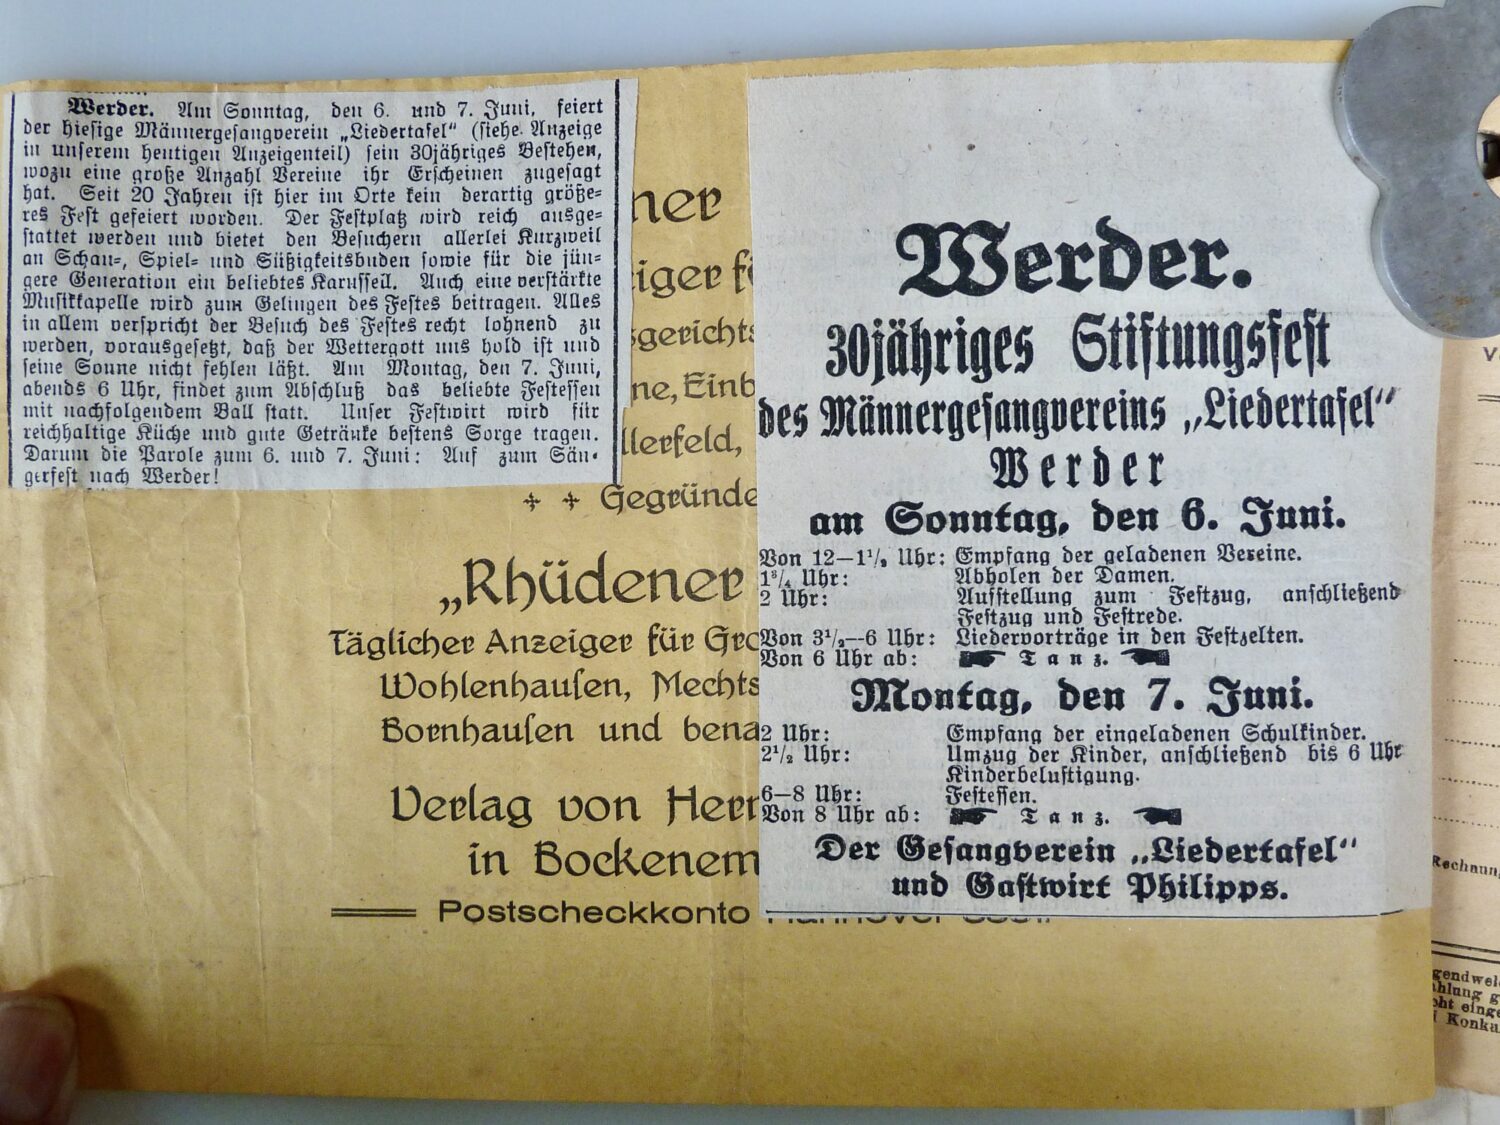 Werder. Am Sonntag, den 6. und 7. Juni, feiert
der hiesige Männergesangverein „Liedertafel“ (siehe Anzeige
in unserem heutigen Anzeigenteil) sein 30jähriges Bestehen,
wozu eine große Anzahl Vereine ihr Erscheinen zugesagt
hat. Seit 20 Jahren ist hier im Orte kein derartig größe-
res Fest gefeiert worden. Der Festplatz wird reich ausge-
stattet werden und bietet den Besuchern allerlei Kurzweil
an Schau-, Spiel- und Süßigkeitsbuden sowie für die jün-
gere Generation ein beliebtes Karussell. Auch eine verstärkte
Musikkapelle wird zum Gelingen des Festes beitragen. Alles
in allem verspricht der Besuch des Festes recht lohnend zu
werden, vorausgesetzt, daß der Wettergott uns hold ist und
seine Sonne nicht fehlen läßt. Am Montag, den 7. Juni,
abends 6 Uhr, findet zum Abschluß das beliebte Festessen
mit nachfolgendem Ball statt. Unser Festwirt wird für
reichhaltige Küche und gute Getränke bestens Sorge tragen.
Darum die Parole zum 6. und 7. Juni: Auf zum Sän-
gerfest nach Werder!
ner
iger f
sgerichts
ne, Einb
llerfeld,
Gegründe
„Rhüdener
Täglicher Anzeiger für Gro
Wohlenhausen, Mechts
Bornhausen und bena
Verlag von Herr
in Bockenem
Postscheckkonto Hannover
Werder.
30jähriges Stiftungsfest
des Männergesangvereins „Liedertafel“
Werder
am Sonntag, den 6. Juni.
Von 12—1½ Uhr: Empfang der geladenen Vereine.
1¾ Uhr: Abholen der Damen.
2 Uhr: Aufstellung zum Festzug, anschließend
Festzug und Festrede.
Von 3½—6 Uhr: Liedervorträge in den Festzelten.
Von 6 Uhr ab: Tanz.
Montag, den 7. Juni.
2 Uhr: Empfang der eingeladenen Schulkinder.
2½ Uhr: Umzug der Kinder, anschließend bis 6 Uhr
Kinderbelustigung.
6—8 Uhr: Festessen.
Von 8 Uhr ab: Tanz.
Der Gesangverein „Liedertafel“
und Gastwirt Philipps.
Rechnung
gendwel
ahlung g
cht einge
i Konku